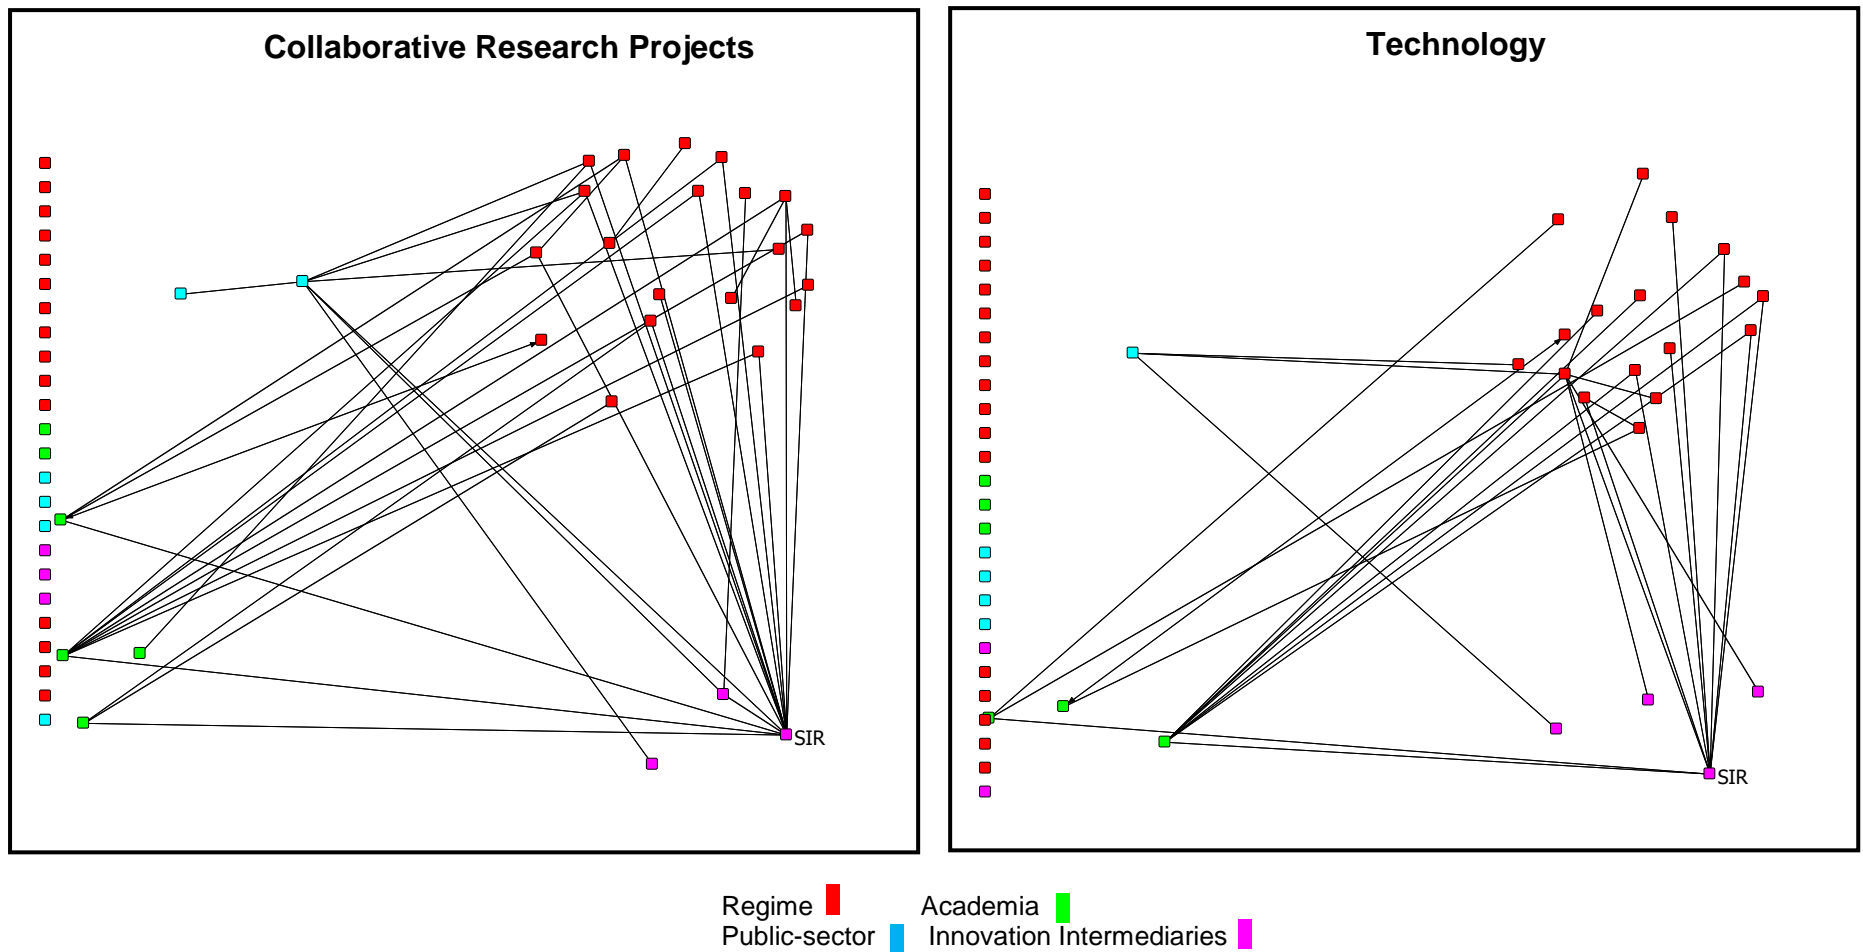 Collaborative Research Projects
Technology
SIR
SIR
Regime Academia
Public-sector Innovation Intermediaries